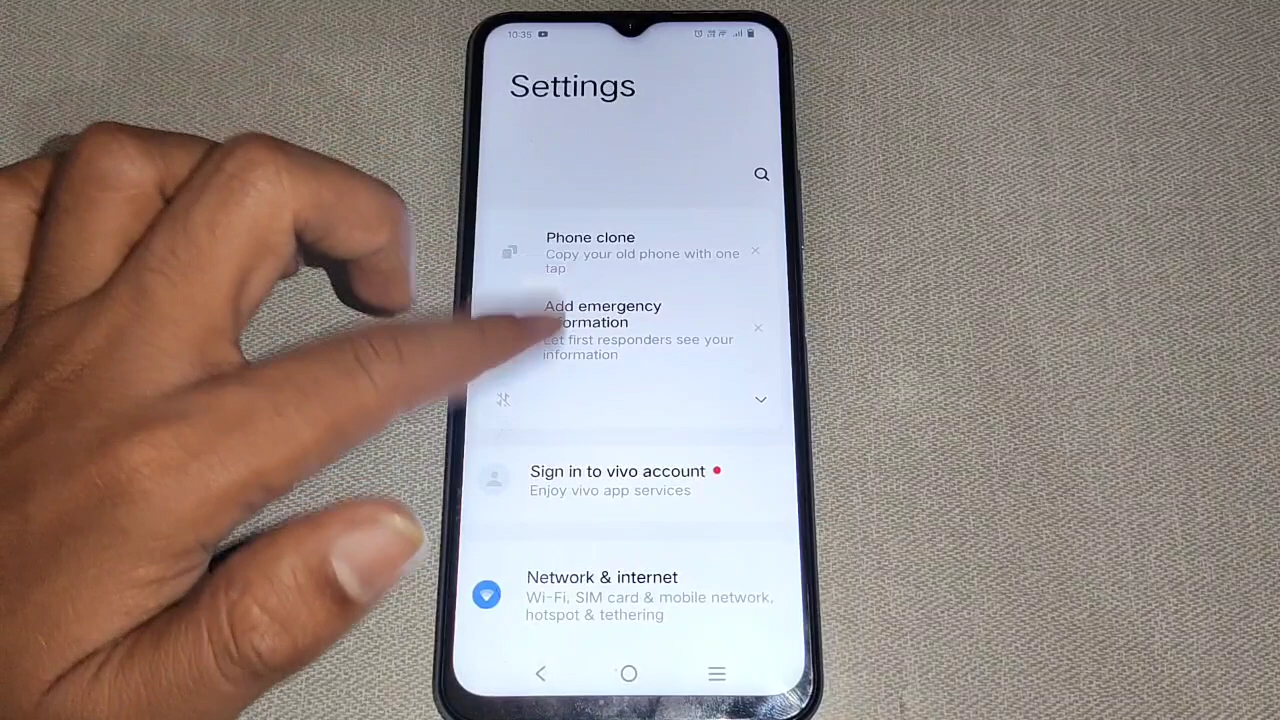 10:35
Settings
Phone clone
Copy your old phone with one
tap
Add emergency
information
Let first responders see your
information
Sign in to vivo account
Enjoy vivo app services
Network & internet
Wi-Fi, SIM card & mobile network,
hotspot & tethering